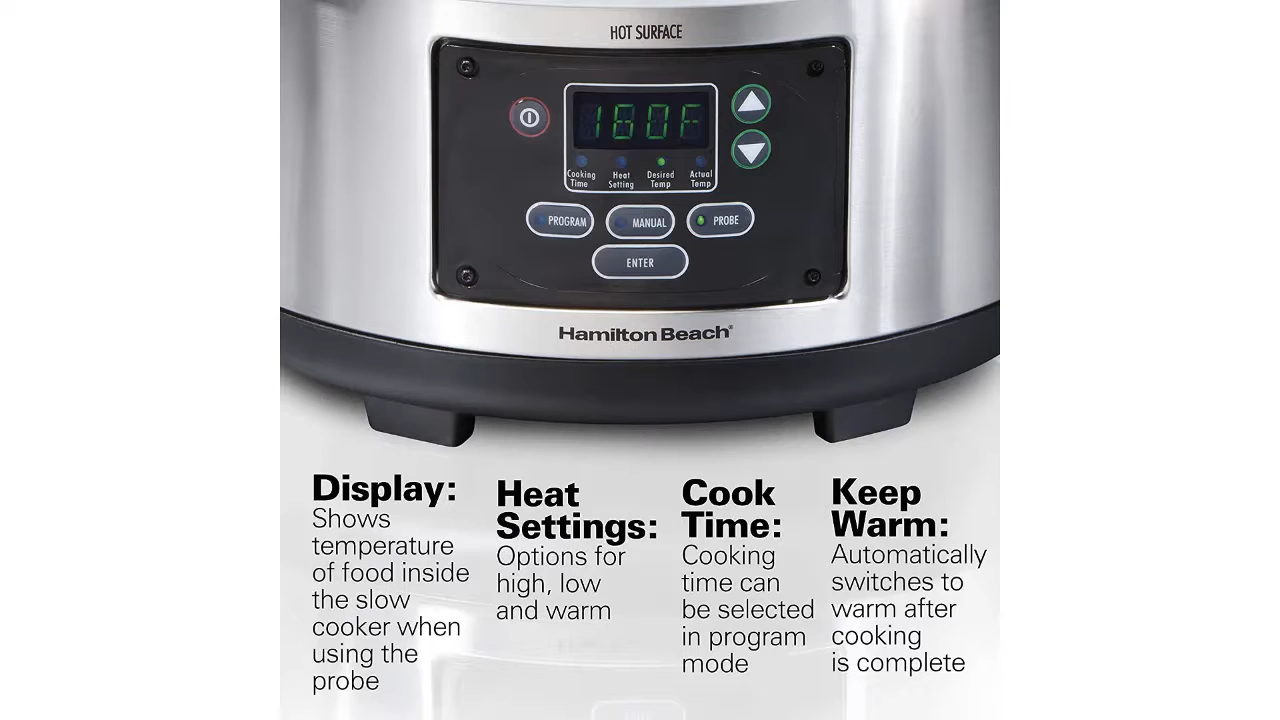 HOT SURFACE
160F
Cooking Time
Heat Setting
Desired Temp
Actual Temp
PROGRAM
MANUAL
PROBE
ENTER
Hamilton Beach®
Display:
Shows
temperature
of food inside
the slow
cooker when
using the
probe
Heat
Settings:
Options for
high, low
and warm
Cook
Time:
Cooking
time can
be selected
in program
mode
Keep
Warm:
Automatically
switches to
warm after
cooking
is complete